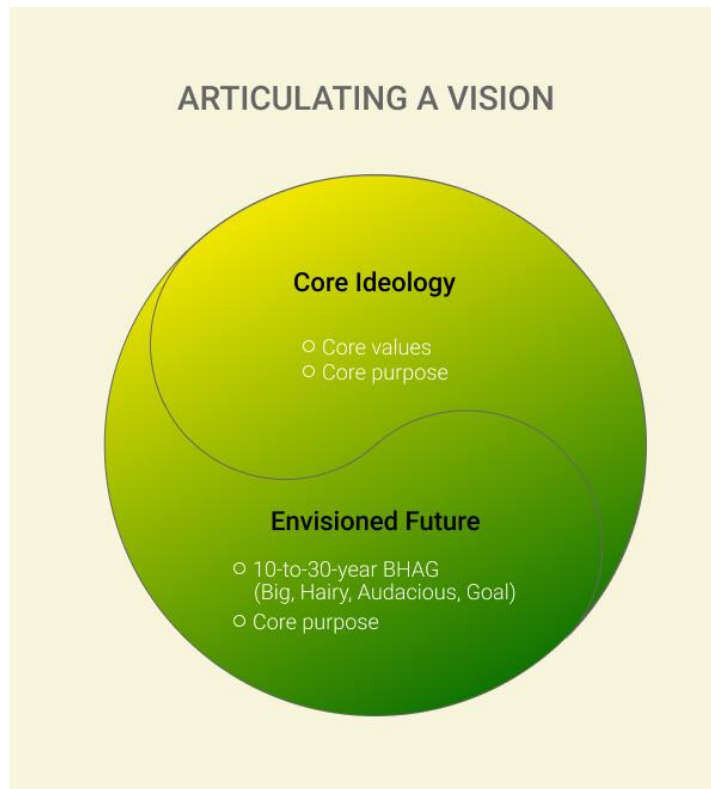 ARTICULATING A VISION
Core Ideology
Core values
Core purpose
Envisioned Future
10-to-30-year BHAG
(Big, Hairy, Audacious, Goal)
Core purpose